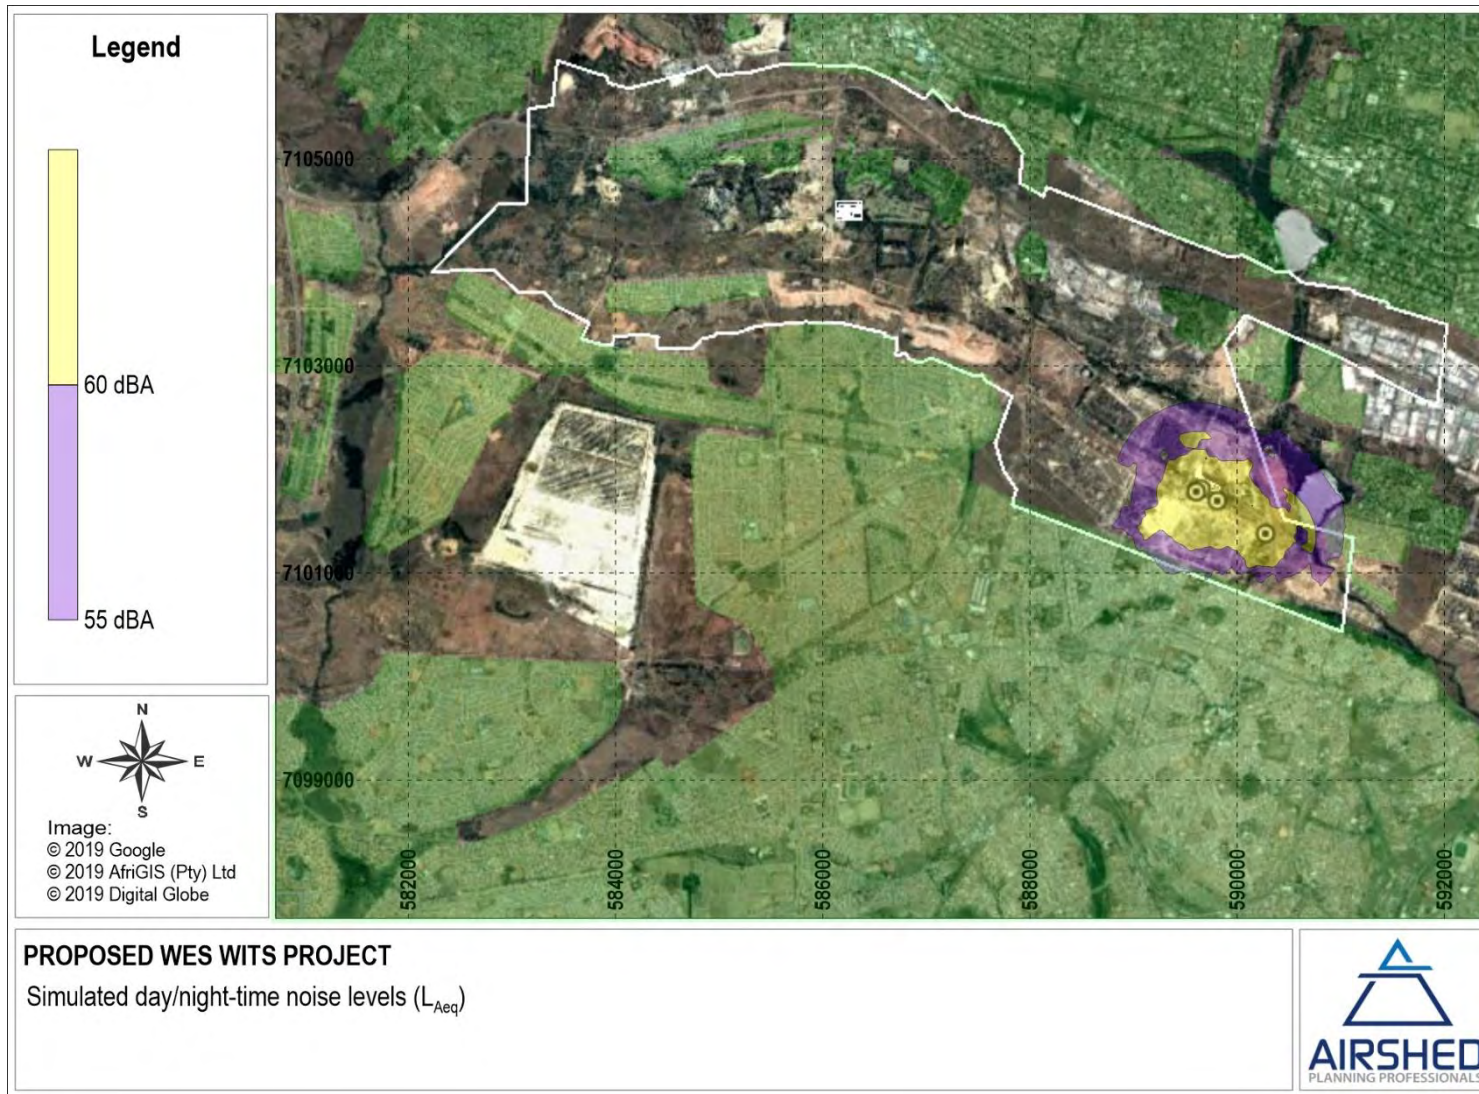 Legend
60 dBA
55 dBA
N
W E
S
Image:
© 2019 Google
© 2019 AfriGIS (Pty) Ltd
© 2019 Digital Globe
7105000
7103000
7101000
7099000
582000
584000
586000
588000
590000
592000
PROPOSED WES WITS PROJECT
Simulated day/night-time noise levels (LAeq)
AIRSHED
PLANNING PROFESSIONALS